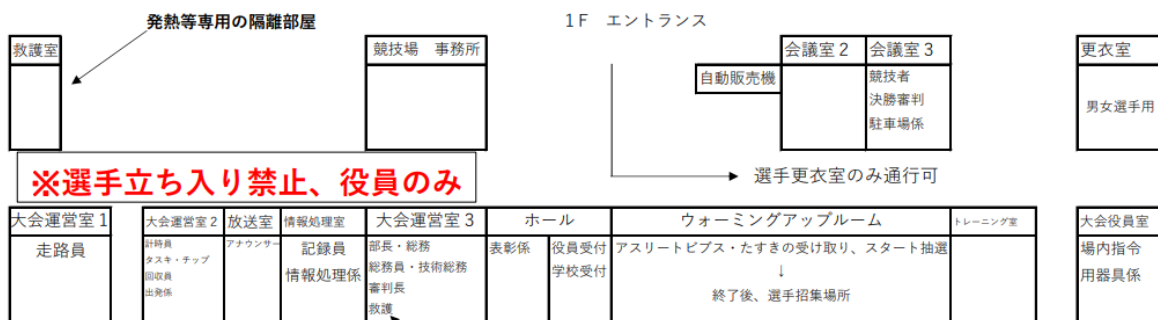 発熱等専用の隔離部屋
1F エントランス
救護室
競技場 事務所
会議室2
会議室3
更衣室
自動販売機
競技者
決勝審判
駐車場係
男女選手用
※選手立ち入り禁止、役員のみ
選手更衣室のみ通行可
大会運営室1
大会運営室2
放送室
情報処理室
大会運営室3
ホール
ウォーミングアップルーム
トレーニング室
大会役員室
走路員
計時員
タスキ・チップ
回収員
出発係
アナウンサー
記録員
情報処理係
部長・総務
総務員・技術総務
審判長
救護
表彰係
役員受付
学校受付
アスリートビブス・たすきの受け取り、スタート抽選
↓
終了後、選手招集場所
場内指令
用器具係